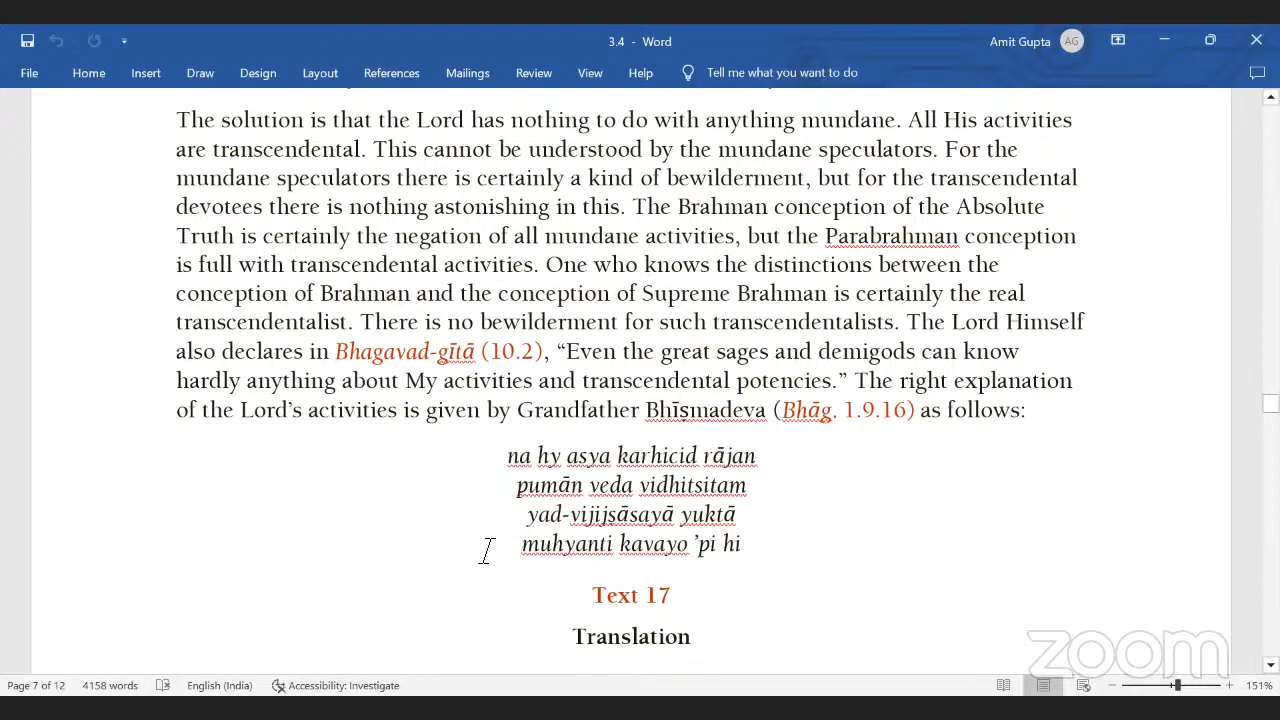 3.4 - Word
Amit Gupta
AG
File Home Insert Draw Design Layout References Mailings Review View Help Tell me what you want to do
The solution is that the Lord has nothing to do with anything mundane. All His activities
are transcendental. This cannot be understood by the mundane speculators. For the
mundane speculators there is certainly a kind of bewilderment, but for the transcendental
devotees there is nothing astonishing in this. The Brahman conception of the Absolute
Truth is certainly the negation of all mundane activities, but the Parabrahman conception
is full with transcendental activities. One who knows the distinctions between the
conception of Brahman and the conception of Supreme Brahman is certainly the real
transcendentalist. There is no bewilderment for such transcendentalists. The Lord Himself
also declares in Bhagavad-gītā (10.2), “Even the great sages and demigods can know
hardly anything about My activities and transcendental potencies.” The right explanation
of the Lord’s activities is given by Grandfather Bhīṣmadeva (Bhāg. 1.9.16) as follows:
na hy asya karhicid rājan
pumān veda vidhitsitam
yad-vijijṣāsayā yuktā
muhyanti kavayo ’pi hi
Text 17
Translation
zoom
Page 7 of 12 4158 words English (India) Accessibility: Investigate 151%